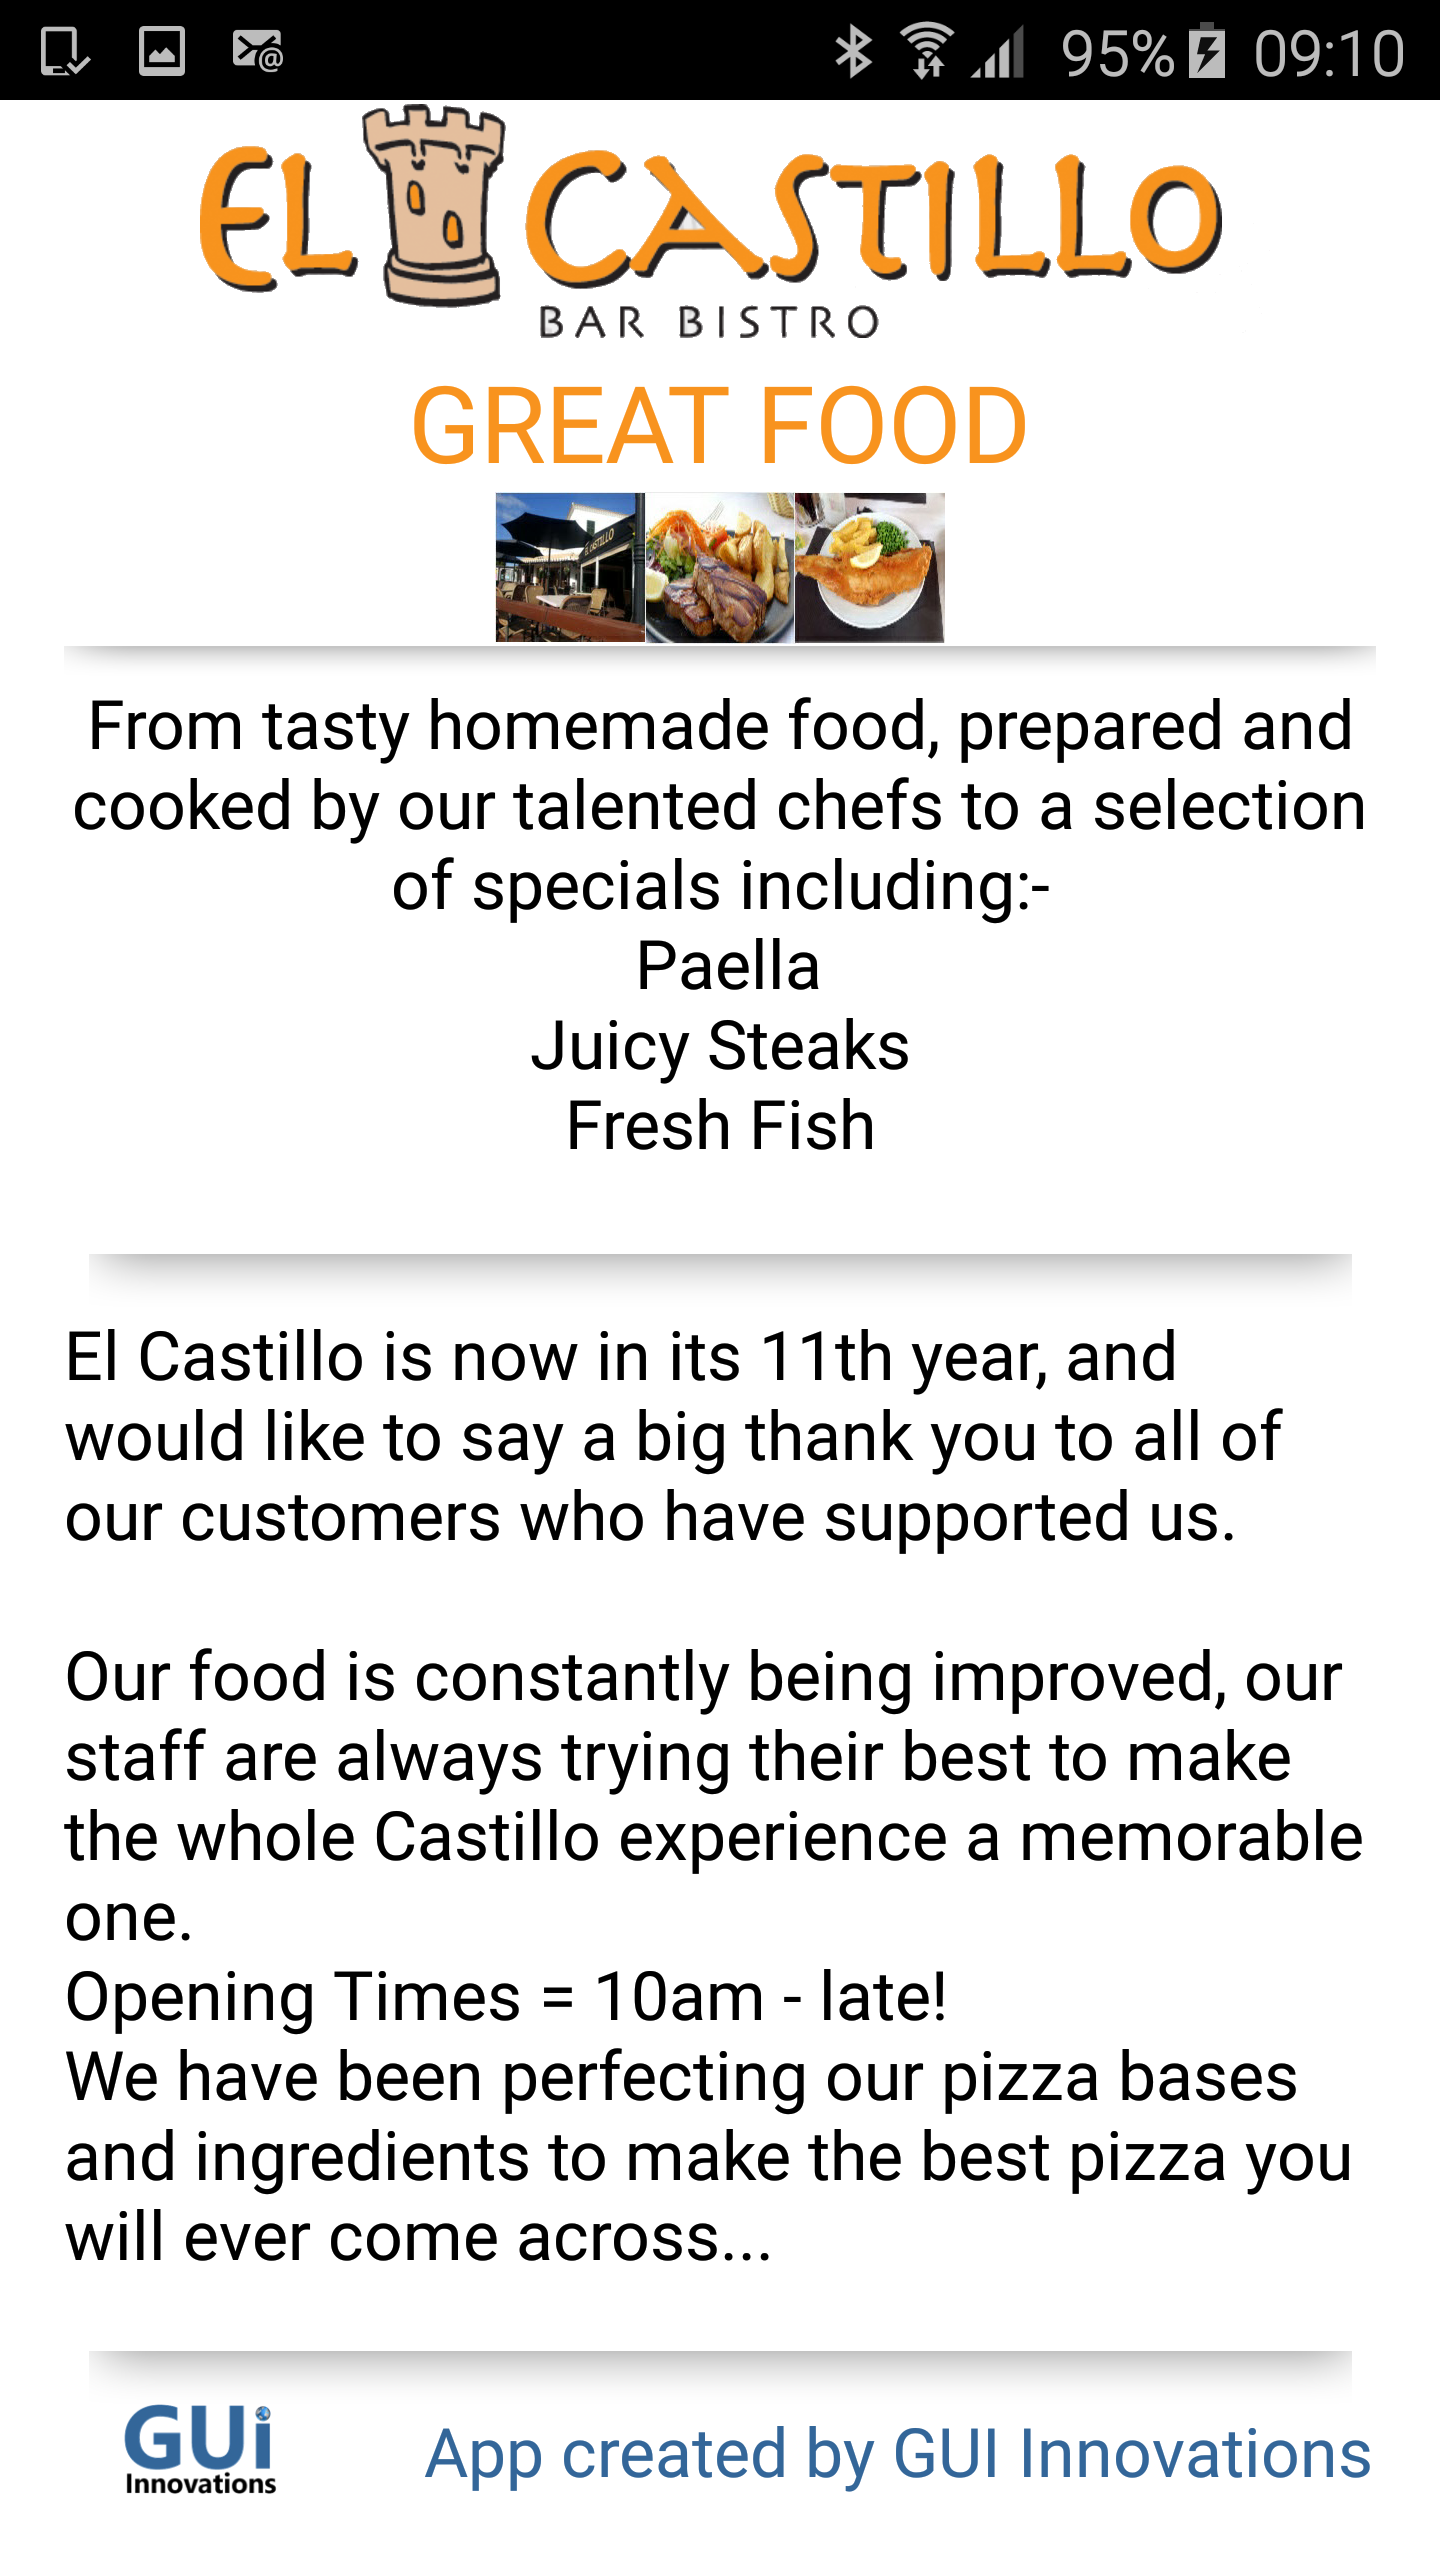 95% 09:10
EL CASTILLO
BAR BISTRO
GREAT FOOD
EL CASTILLO
From tasty homemade food, prepared and
cooked by our talented chefs to a selection
of specials including:-
Paella
Juicy Steaks
Fresh Fish
El Castillo is now in its 11th year, and
would like to say a big thank you to all of
our customers who have supported us.
Our food is constantly being improved, our
staff are always trying their best to make
the whole Castillo experience a memorable
one.
Opening Times = 10am - late!
We have been perfecting our pizza bases
and ingredients to make the best pizza you
will ever come across...
GUi
Innovations
App created by GUI Innovations